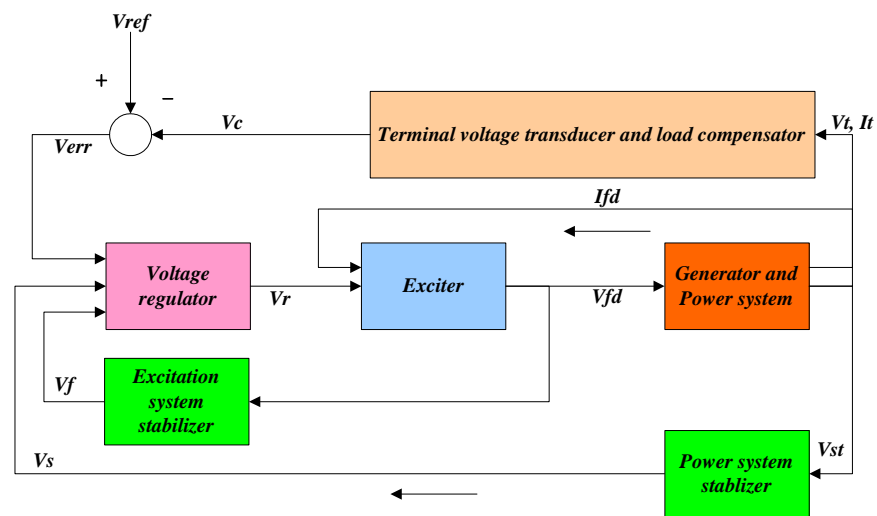 Vref
+
−
Vc
Verr
Terminal voltage transducer and load compensator
Vt, It
Ifd
Voltage
regulator
Vr
Exciter
Vfd
Generator and
Power system
Vf
Excitation
system
stabilizer
Vs
Power system
stablizer
Vst